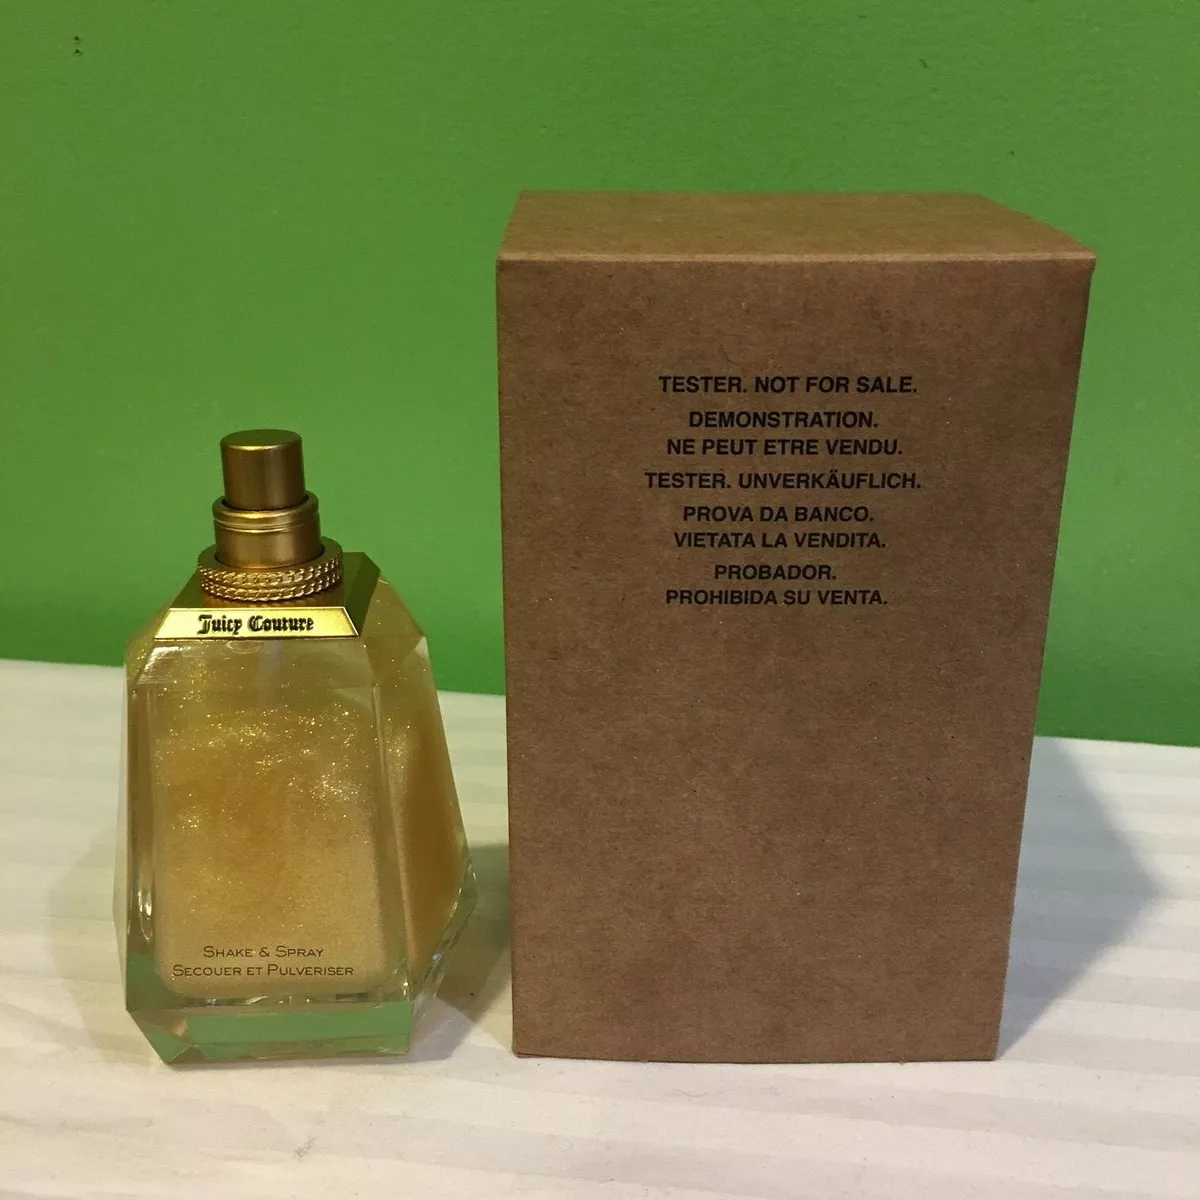 Juicy Couture
SHAKE & SPRAY
SECOUER ET PULVERISER
TESTER. NOT FOR SALE.
DEMONSTRATION.
NE PEUT ETRE VENDU.
TESTER. UNVERKÄUFLICH.
PROVA DA BANCO.
VIETATA LA VENDITA.
PROBADOR.
PROHIBIDA SU VENTA.